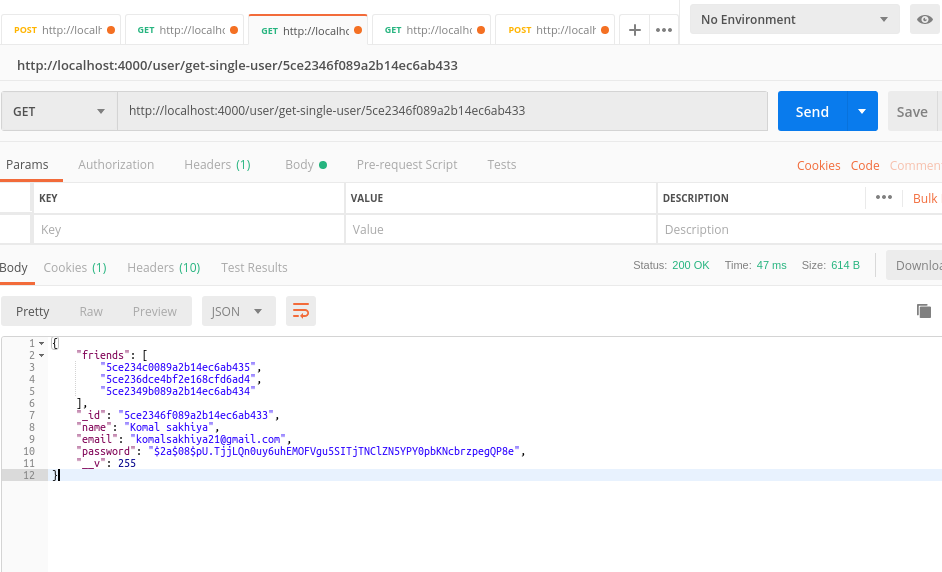 POST http://localh GET http://localhc GET http://localhc GET http://localhc POST http://localh + ••• No Environment
http://localhost:4000/user/get-single-user/5ce2346f089a2b14ec6ab433
GET http://localhost:4000/user/get-single-user/5ce2346f089a2b14ec6ab433 Send Save
Params Authorization Headers (1) Body Pre-request Script Tests Cookies Code Commen
KEY VALUE DESCRIPTION ••• Bulk
Key Value Description
Body Cookies (1) Headers (10) Test Results Status: 200 OK Time: 47 ms Size: 614 B Downloa
Pretty Raw Preview JSON
1 {
2 "friends": [
3 "5ce234c0089a2b14ec6ab435",
4 "5ce236dce4bf2e168cfd6ad4",
5 "5ce2349b089a2b14ec6ab434"
6 ],
7 "_id": "5ce2346f089a2b14ec6ab433",
8 "name": "Komal sakhiya",
9 "email": "komalsakhiya21@gmail.com",
10 "password": "$2a$08$pU.TjjLQn0uy6uhEMOFVgu5SITjTNClZN5YPY0pbKNcbrzpegQP8e",
11 "__v": 255
12 }